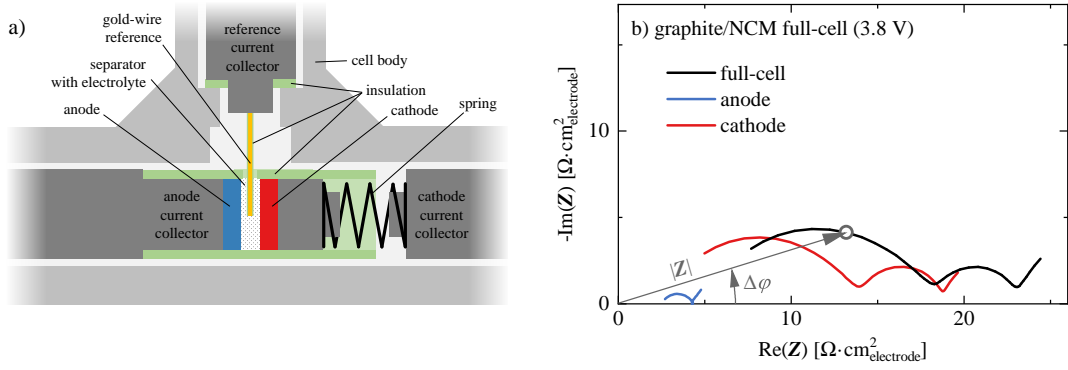 a)
gold-wire
reference
separator
with electrolyte
anode
reference
current
collector
cell body
insulation
cathode
spring
anode
current
collector
cathode
current
collector
b) graphite/NCM full-cell (3.8 V)
full-cell
anode
cathode
-Im(Z) [Ω·cm²electrode]
10
0
|Z|
Δφ
0 10 20
Re(Z) [Ω·cm²electrode]